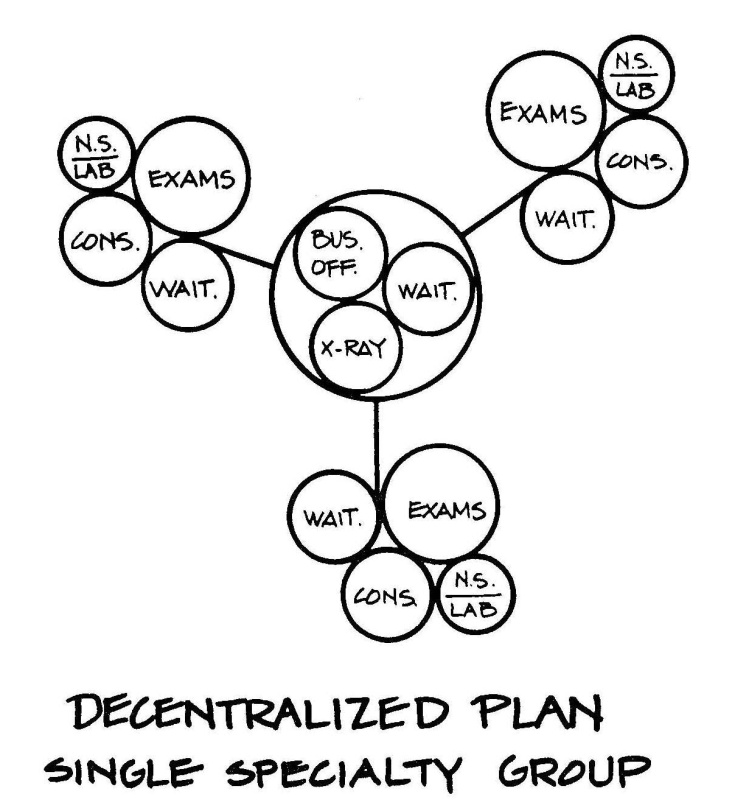 N.S.
LAB
EXAMS
CONS.
WAIT.
EXAMS
N.S.
LAB
CONS.
WAIT.
BUS.
OFF.
WAIT.
X-RAY
WAIT.
EXAMS
CONS.
N.S.
LAB
DECENTRALIZED PLAN
SINGLE SPECIALTY GROUP